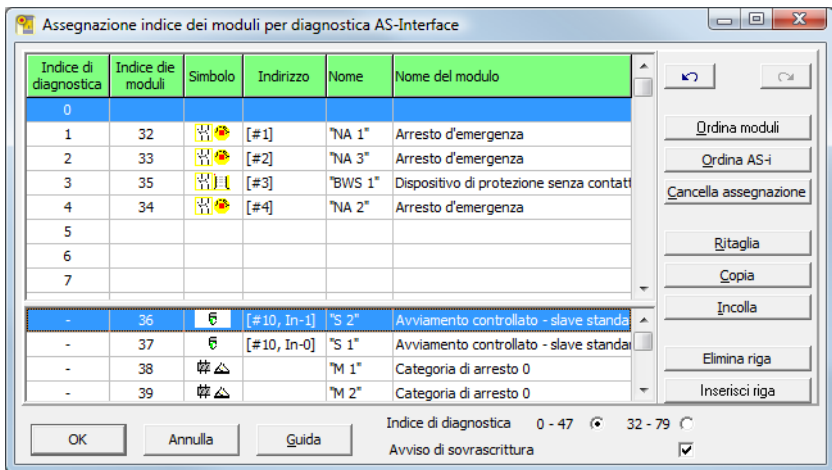 Assegnazione indice dei moduli per diagnostica AS-Interface
Indice di diagnostica Indice die moduli Simbolo Indirizzo Nome Nome del modulo
0
1 32 [#1] "NA 1" Arresto d'emergenza
2 33 [#2] "NA 3" Arresto d'emergenza
3 35 [#3] "BWS 1" Dispositivo di protezione senza contatt
4 34 [#4] "NA 2" Arresto d'emergenza
5
6
7
- 36 [#10, In-1] "S 2" Avviamento controllato - slave standa
- 37 [#10, In-0] "S 1" Avviamento controllato - slave standar
- 38 "M 1" Categoria di arresto 0
- 39 "M 2" Categoria di arresto 0
Ordina moduli
Ordina AS-i
Cancella assegnazione
Ritaglia
Copia
Incolla
Elimina riga
Inserisci riga
OK Annulla Guida
Indice di diagnostica 0 - 47 32 - 79
Avviso di sovrascrittura